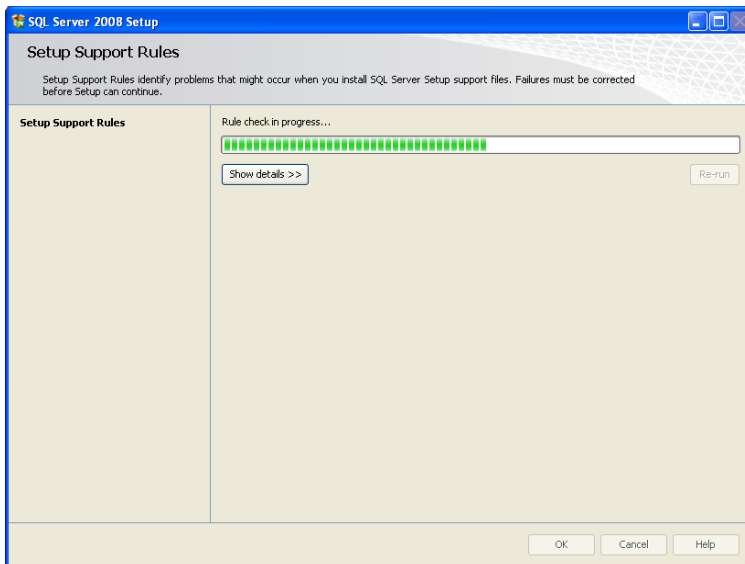 SQL Server 2008 Setup
Setup Support Rules
Setup Support Rules identify problems that might occur when you install SQL Server Setup support files. Failures must be corrected
before Setup can continue.
Setup Support Rules
Rule check in progress...
Show details >>
Re-run
OK
Cancel
Help